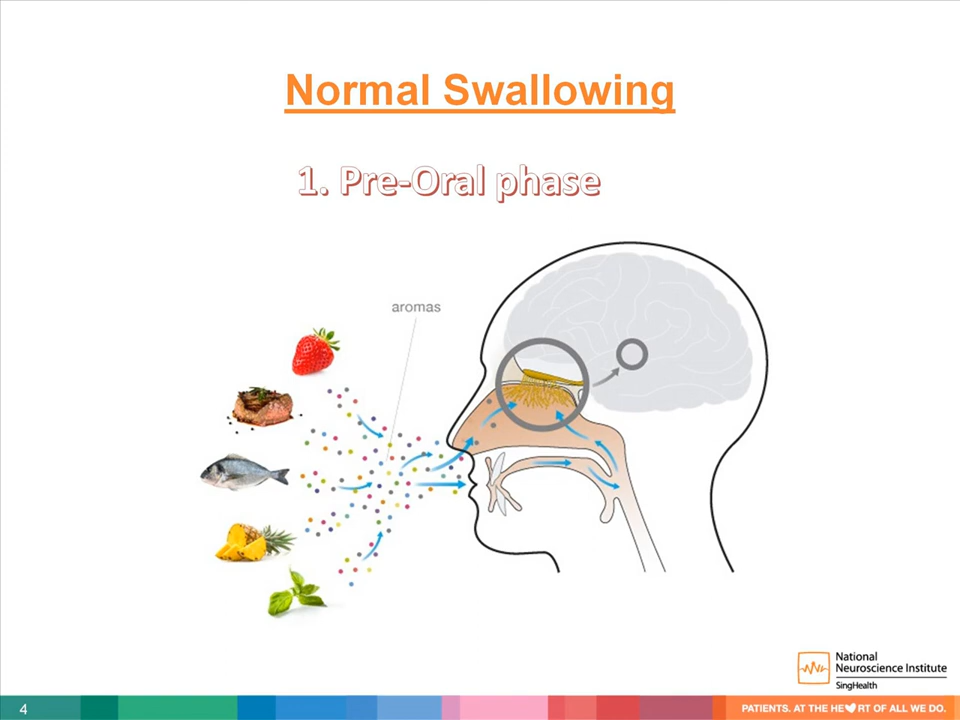 Normal Swallowing
1. Pre-Oral phase
aromas
National
Neuroscience Institute
SingHealth
4
PATIENTS. AT THE HE♥RT OF ALL WE DO.